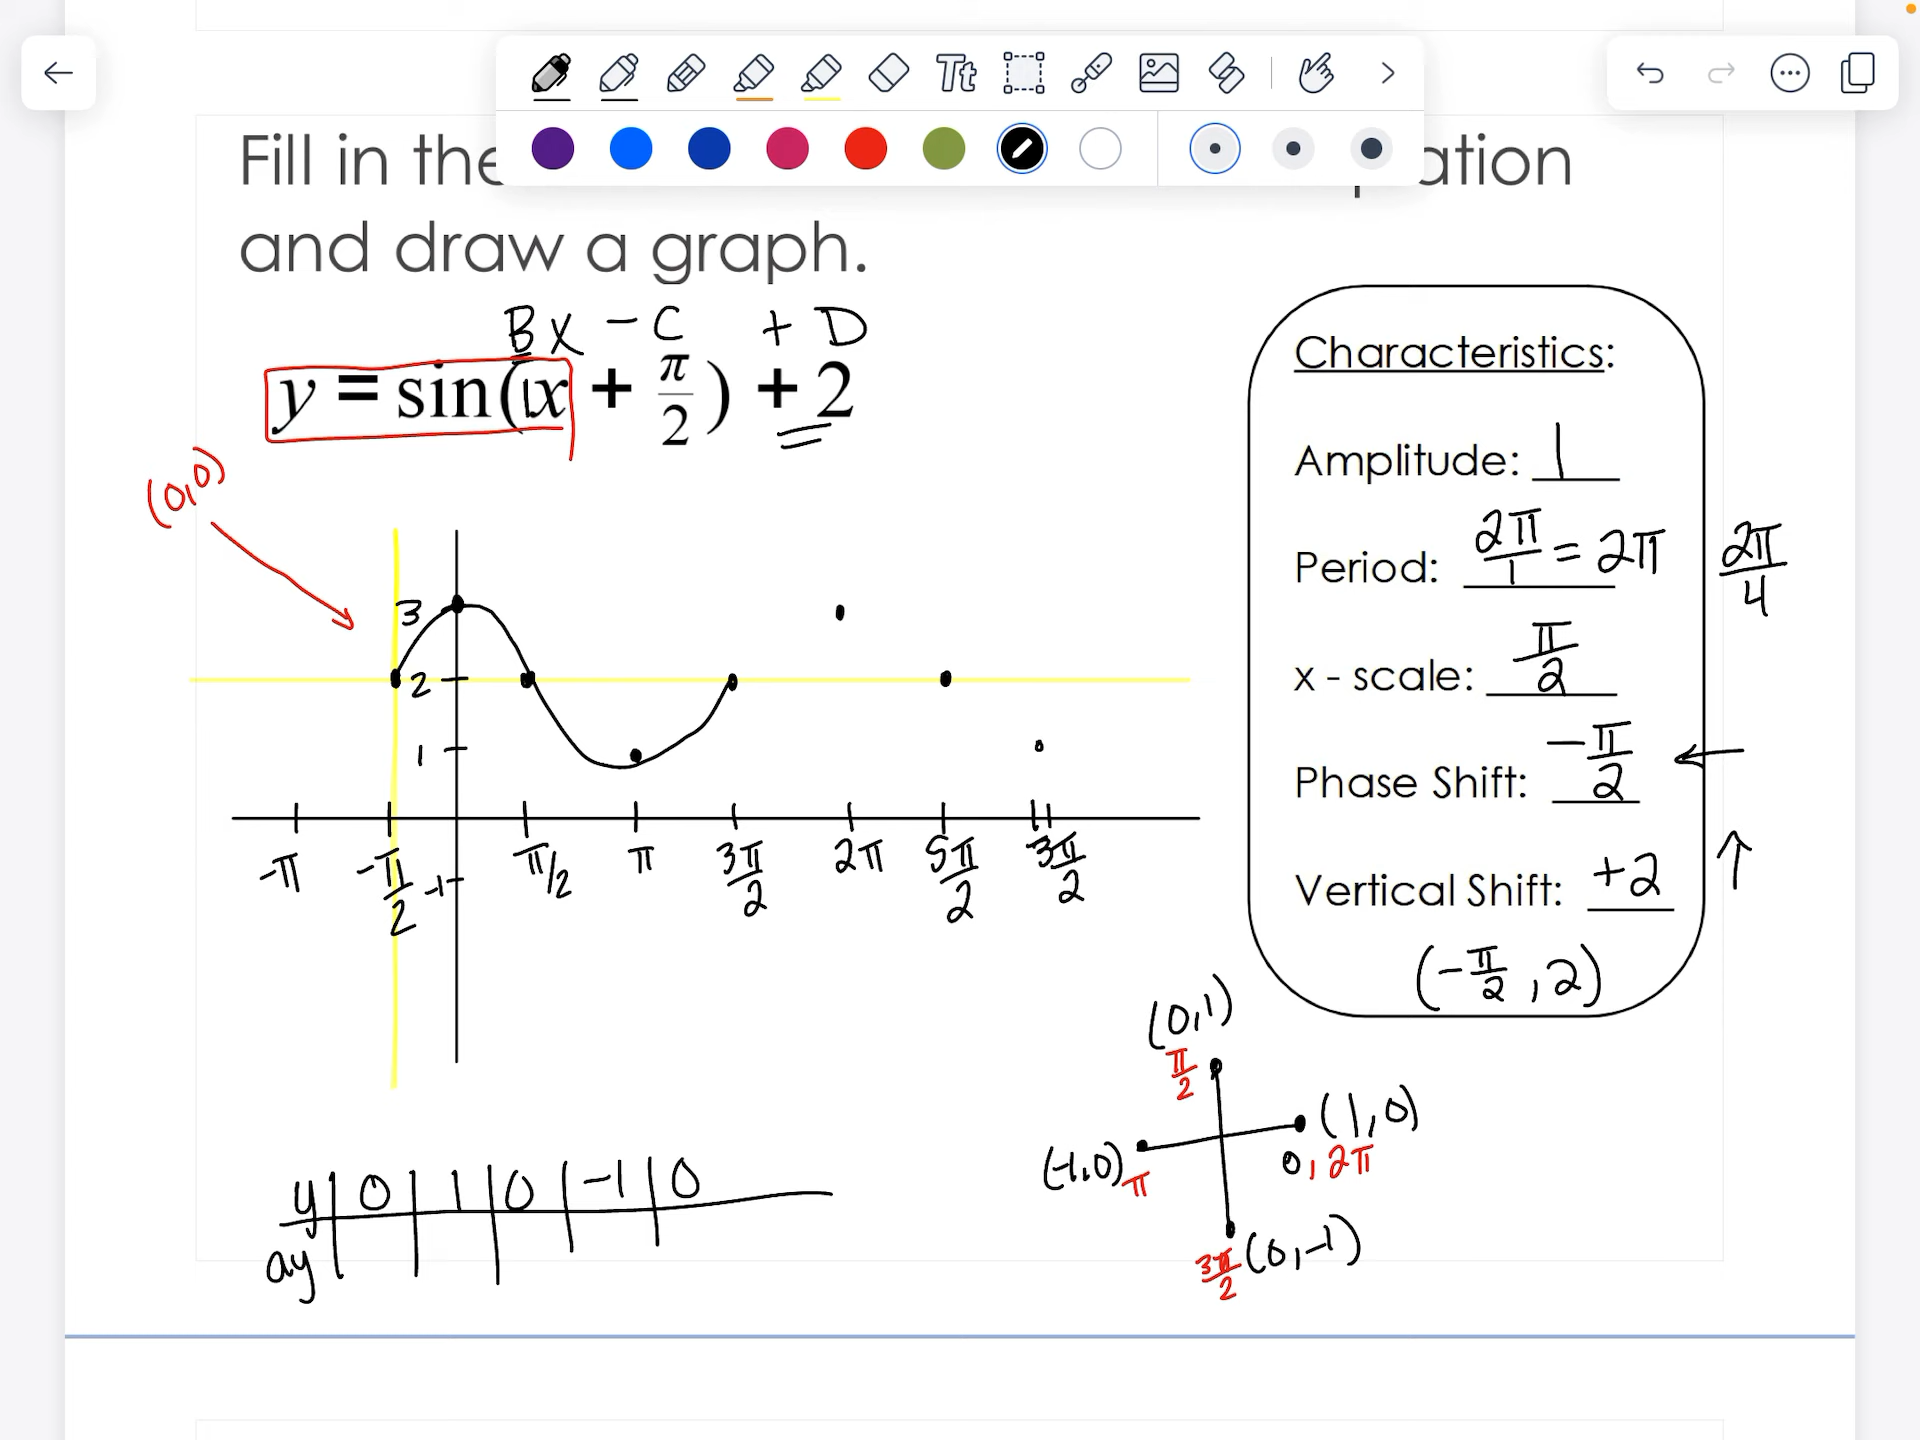 Tt
Fill in the ation
and draw a graph.
Bx - C + D
y = sin(1x + π/2) + 2
Characteristics:
Amplitude: 1
(0,0)
Period: 2π/1 = 2π 2π/4
3
x - scale: π/2
2
1
Phase Shift: -π/2
-π -π/2 π/2 π 3π/2 2π 5π/2 3π/2
-1
Vertical Shift: +2
(-π/2, 2)
(0,1)
π/2
(1,0)
(-1,0) π 0, 2π
y 0 1 0 -1 0
ay
3π/2 (0,-1)